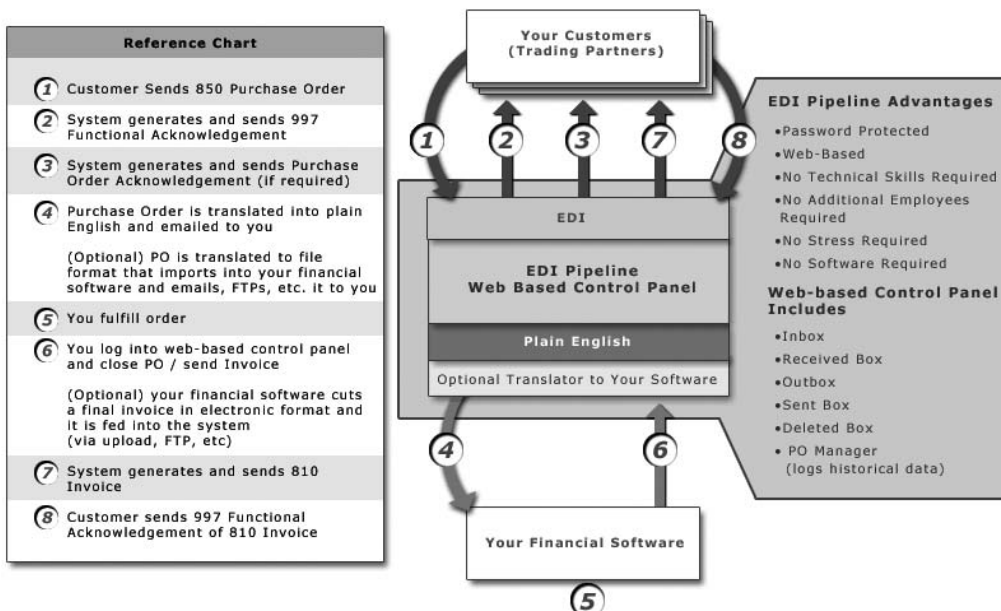 Reference Chart
1 Customer Sends 850 Purchase Order
2 System generates and sends 997
Functional Acknowledgement
3 System generates and sends Purchase
Order Acknowledgement (if required)
4 Purchase Order is translated into plain
English and emailed to you
(Optional) PO is translated to file
format that imports into your financial
software and emails, FTPs, etc. it to you
5 You fulfill order
6 You log into web-based control panel
and close PO / send Invoice
(Optional) your financial software cuts
a final invoice in electronic format and
it is fed into the system
(via upload, FTP, etc)
7 System generates and sends 810
Invoice
8 Customer sends 997 Functional
Acknowledgement of 810 Invoice
Your Customers
(Trading Partners)
1 2 3 7 8
EDI
EDI Pipeline
Web Based Control Panel
Plain English
Optional Translator to Your Software
4 6
Your Financial Software
5
EDI Pipeline Advantages
•Password Protected
•Web-Based
•No Technical Skills Required
•No Additional Employees
Required
•No Stress Required
•No Software Required
Web-based Control Panel
Includes
•Inbox
•Received Box
•Outbox
•Sent Box
•Deleted Box
• PO Manager
(logs historical data)